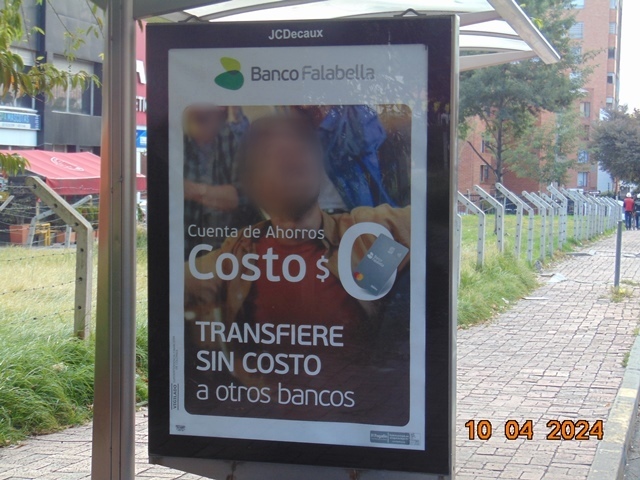 JCDecaux
Banco Falabella
Cuenta de Ahorros
Costo $ 0
TRANSFIERE
SIN COSTO
a otros bancos
10 04 2024